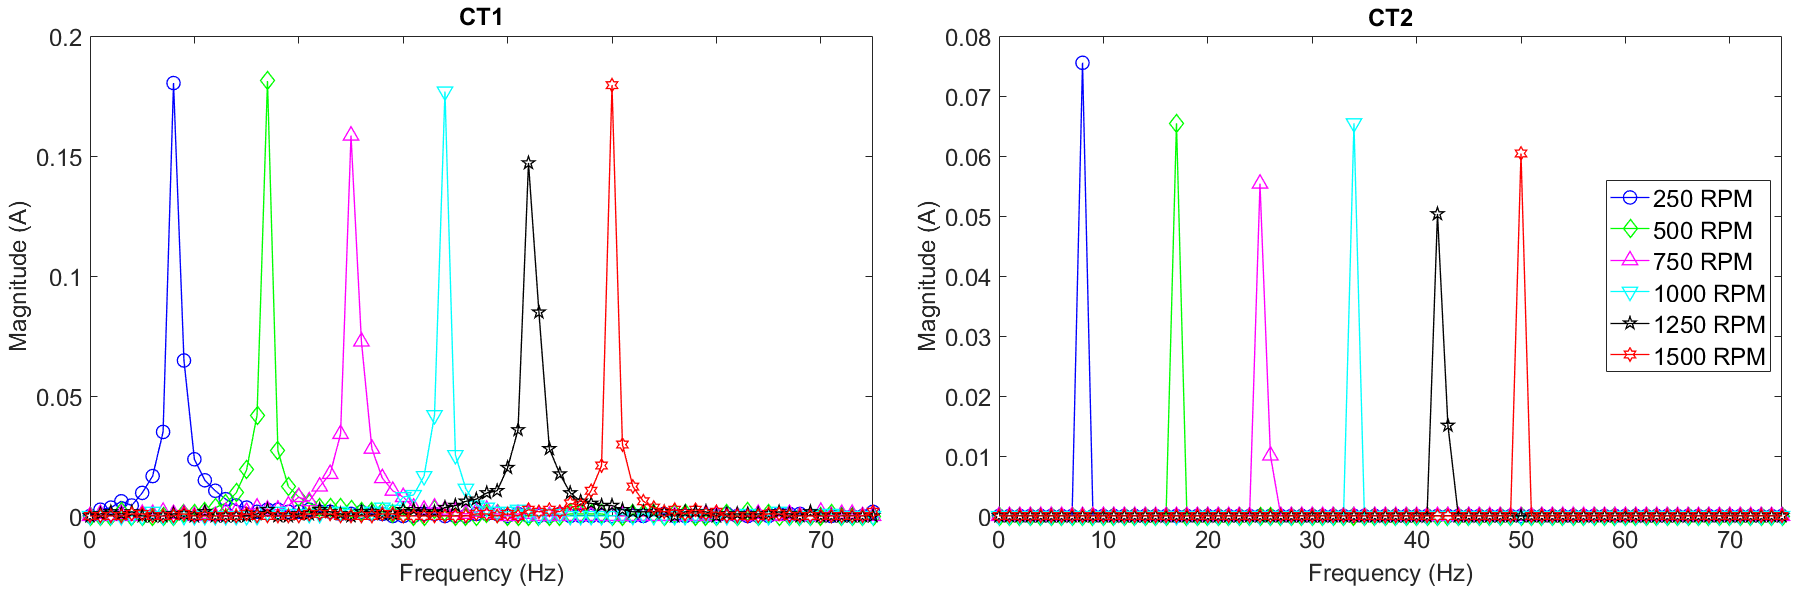 CT1
0.2
0.15
0.1
0.05
0
Magnitude (A)
0 10 20 30 40 50 60 70
Frequency (Hz)
CT2
0.08
0.07
0.06
0.05
0.04
0.03
0.02
0.01
0
Magnitude (A)
0 10 20 30 40 50 60 70
Frequency (Hz)
250 RPM
500 RPM
750 RPM
1000 RPM
1250 RPM
1500 RPM